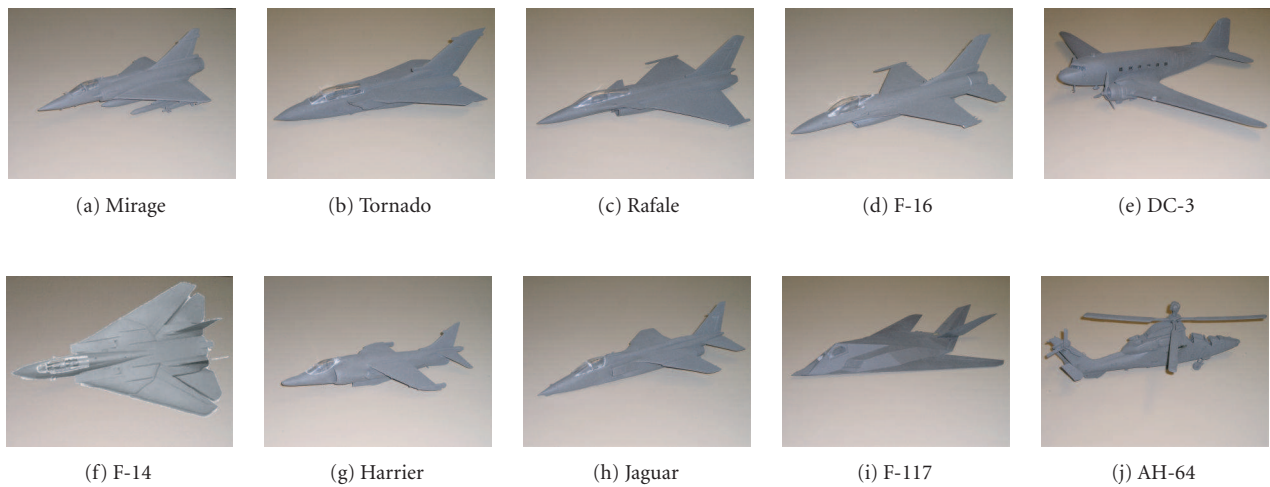 (a) Mirage
(b) Tornado
(c) Rafale
(d) F-16
(e) DC-3
(f) F-14
(g) Harrier
(h) Jaguar
(i) F-117
(j) AH-64